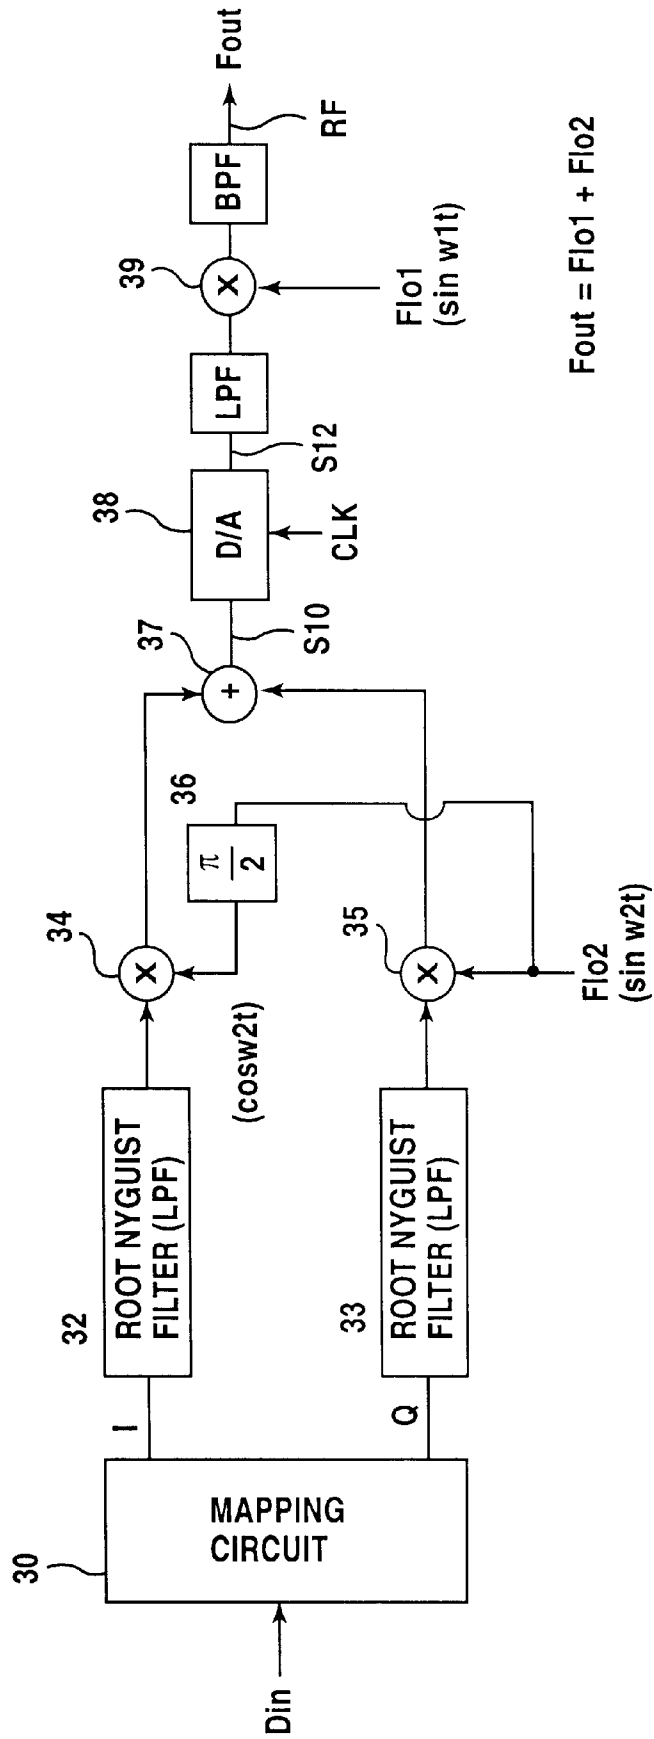 Din
30
MAPPING
CIRCUIT
I
Q
32
ROOT NYGUIST
FILTER (LPF)
33
ROOT NYGUIST
FILTER (LPF)
34
X
(cosw2t)
35
X
Flo2
(sin w2t)
36
π
2
37
+
S10
38
D/A
CLK
S12
LPF
39
X
Flo1
(sin w1t)
BPF
RF
Fout
Fout = Flo1 + Flo2